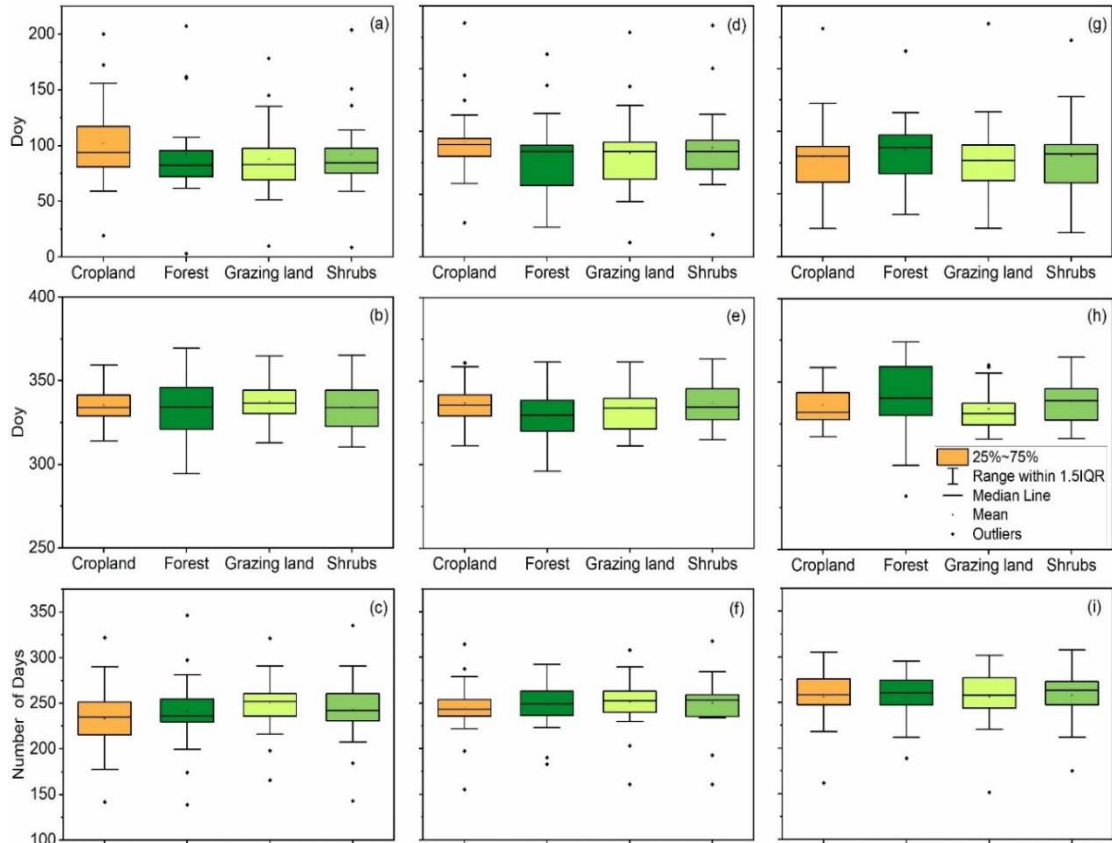 (a) (d) (g)
200
150
100
50
0
Doy
Cropland Forest Grazing land Shrubs Cropland Forest Grazing land Shrubs Cropland Forest Grazing land Shrubs
400
350
300
250
Doy
(b) (e) (h)
25%~75%
Range within 1.5IQR
Median Line
Mean
Outliers
Cropland Forest Grazing land Shrubs Cropland Forest Grazing land Shrubs Cropland Forest Grazing land Shrubs
350
300
250
200
150
100
Number of Days
(c) (f) (i)